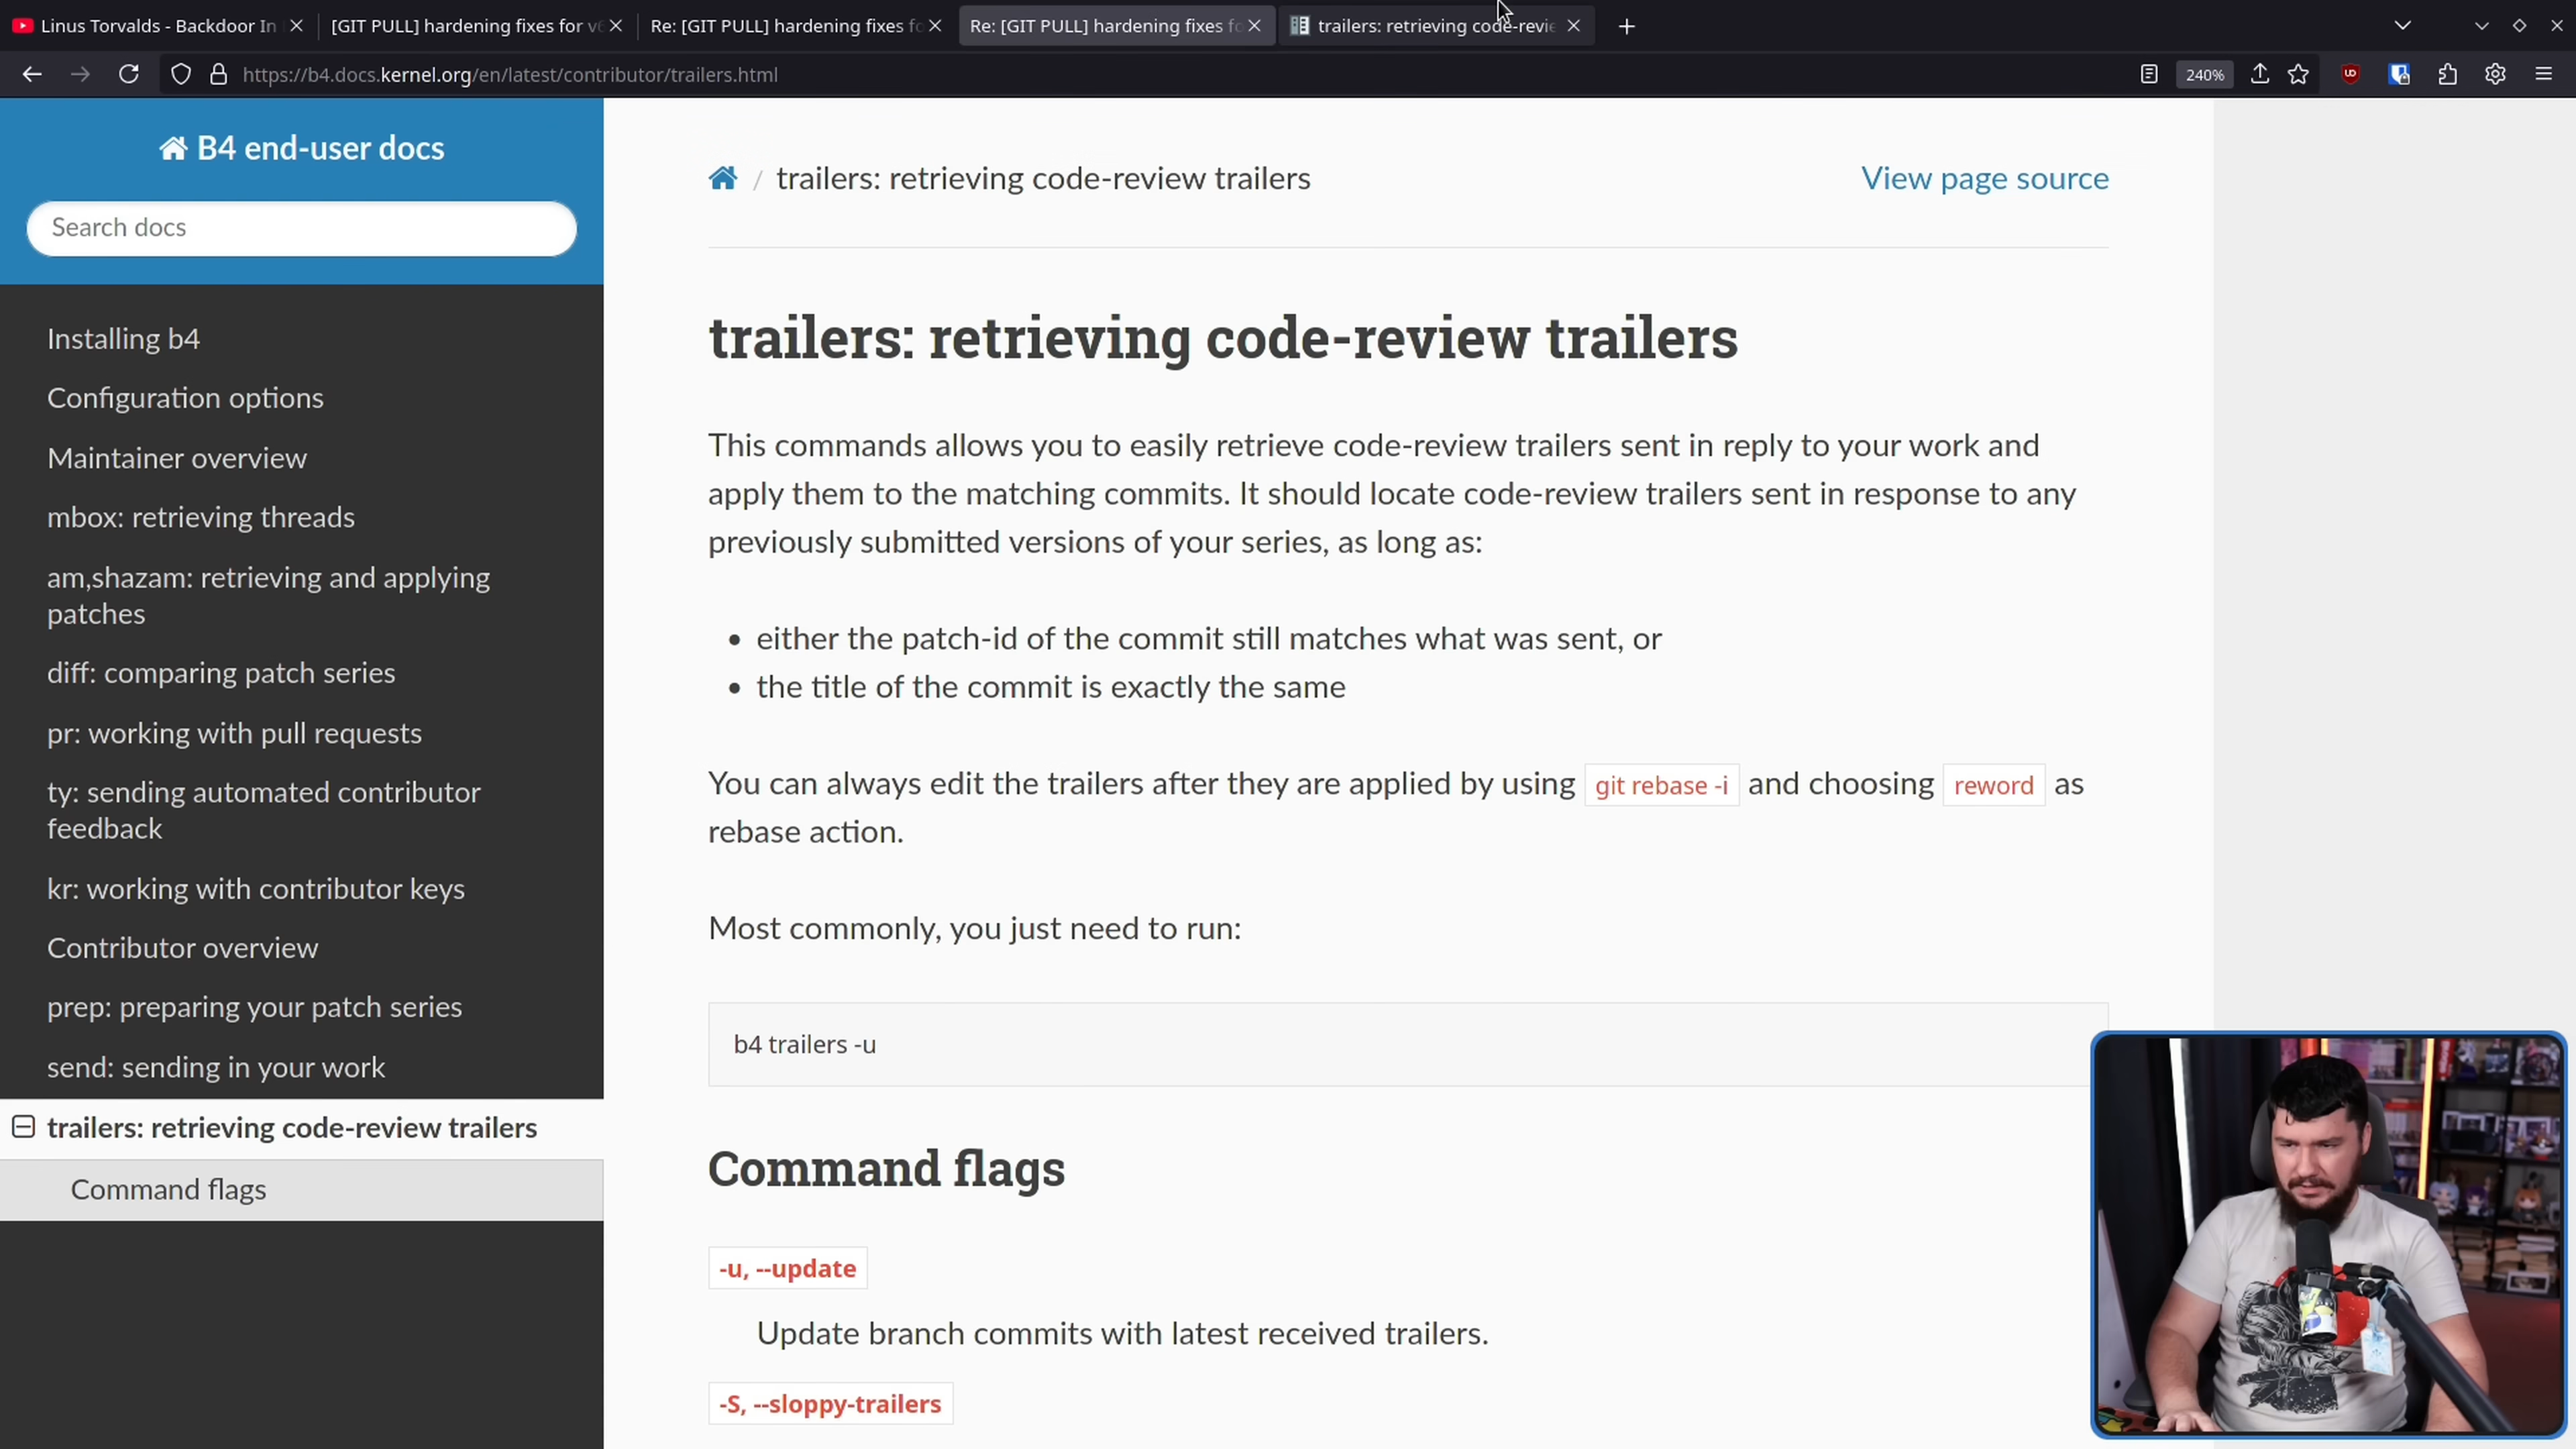 Linus Torvalds - Backdoor In
[GIT PULL] hardening fixes for v6
Re: [GIT PULL] hardening fixes fo
Re: [GIT PULL] hardening fixes fo
trailers: retrieving code-revie
https://b4.docs.kernel.org/en/latest/contributor/trailers.html
240%
B4 end-user docs
Search docs
Installing b4
Configuration options
Maintainer overview
mbox: retrieving threads
am,shazam: retrieving and applying
patches
diff: comparing patch series
pr: working with pull requests
ty: sending automated contributor
feedback
kr: working with contributor keys
Contributor overview
prep: preparing your patch series
send: sending in your work
trailers: retrieving code-review trailers
Command flags
/ trailers: retrieving code-review trailers
View page source
trailers: retrieving code-review trailers
This commands allows you to easily retrieve code-review trailers sent in reply to your work and
apply them to the matching commits. It should locate code-review trailers sent in response to any
previously submitted versions of your series, as long as:
• either the patch-id of the commit still matches what was sent, or
• the title of the commit is exactly the same
You can always edit the trailers after they are applied by using git rebase -i and choosing reword as
rebase action.
Most commonly, you just need to run:
b4 trailers -u
Command flags
-u, --update
Update branch commits with latest received trailers.
-S, --sloppy-trailers